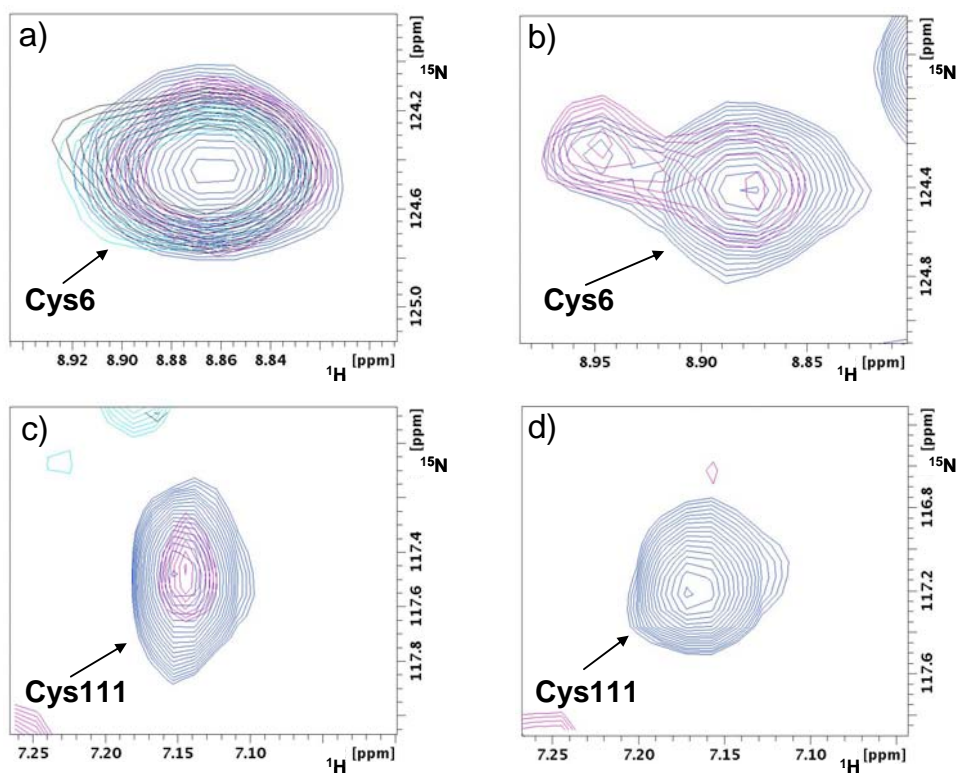 a)
[ppm]
15N
124.2
124.6
125.0
Cys6
8.92 8.90 8.88 8.86 8.84 [ppm]
1H
b)
[ppm]
15N
124.4
124.8
Cys6
8.95 8.90 8.85 [ppm]
1H
c)
[ppm]
15N
117.4
117.6
117.8
Cys111
7.25 7.20 7.15 7.10 [ppm]
1H
d)
[ppm]
15N
116.8
117.2
117.6
Cys111
7.25 7.20 7.15 7.10 [ppm]
1H